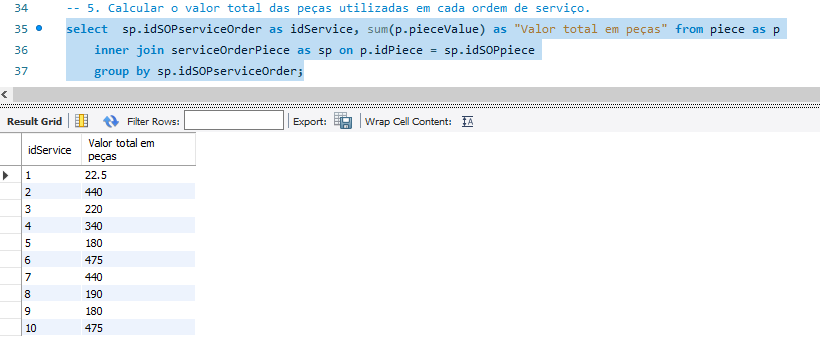 34 -- 5. Calcular o valor total das peças utilizadas em cada ordem de serviço.
35 select sp.idSOPserviceOrder as idService, sum(p.pieceValue) as "Valor total em peças" from piece as p
36 inner join serviceOrderPiece as sp on p.idPiece = sp.idSOPpiece
37 group by sp.idSOPserviceOrder;
Result Grid Filter Rows: Export: Wrap Cell Content:
idService Valor total em peças
1 22.5
2 440
3 220
4 340
5 180
6 475
7 440
8 190
9 180
10 475